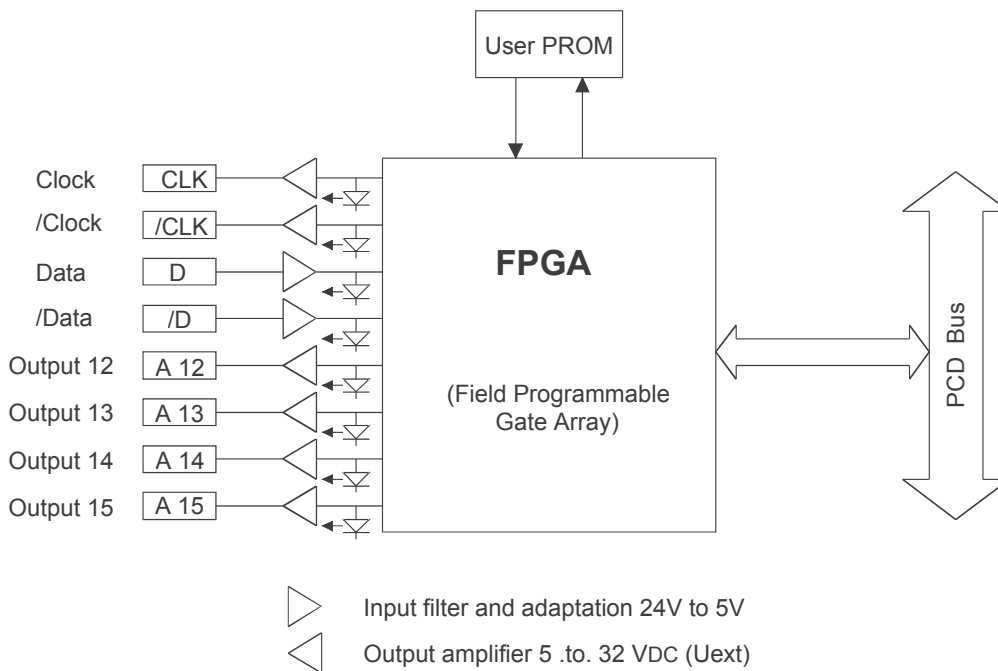 User PROM
Clock CLK
/Clock /CLK
Data D
/Data /D
Output 12 A 12
Output 13 A 13
Output 14 A 14
Output 15 A 15
FPGA
(Field Programmable
Gate Array)
PCD Bus
Input filter and adaptation 24V to 5V
Output amplifier 5 .to. 32 VDC (Uext)